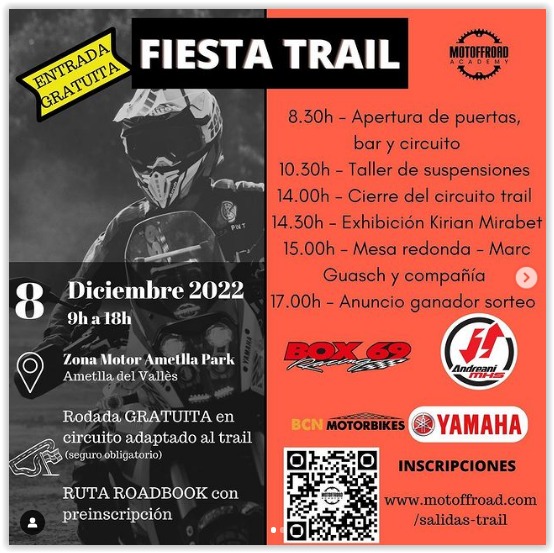 ENTRADA
GRATUITA
FIESTA TRAIL
MOTOFFROAD
ACADEMY
8.30h - Apertura de puertas,
bar y circuito
10.30h - Taller de suspensiones
14.00h - Cierre del circuito trail
14.30h - Exhibición Kirian Mirabet
15.00h - Mesa redonda - Marc
Guasch y compañía
17.00h - Anuncio ganador sorteo
8
Diciembre 2022
9h a 18h
Zona Motor Ametlla Park
Ametlla del Vallès
Rodada GRATUITA en
circuito adaptado al trail
(seguro obligatorio)
RUTA ROADBOOK con
preinscripción
BOX 69
Racing
Andreani
MHS
BCN MOTORBIKES
YAMAHA
INSCRIPCIONES
www.motoffroad.com
/salidas-trail